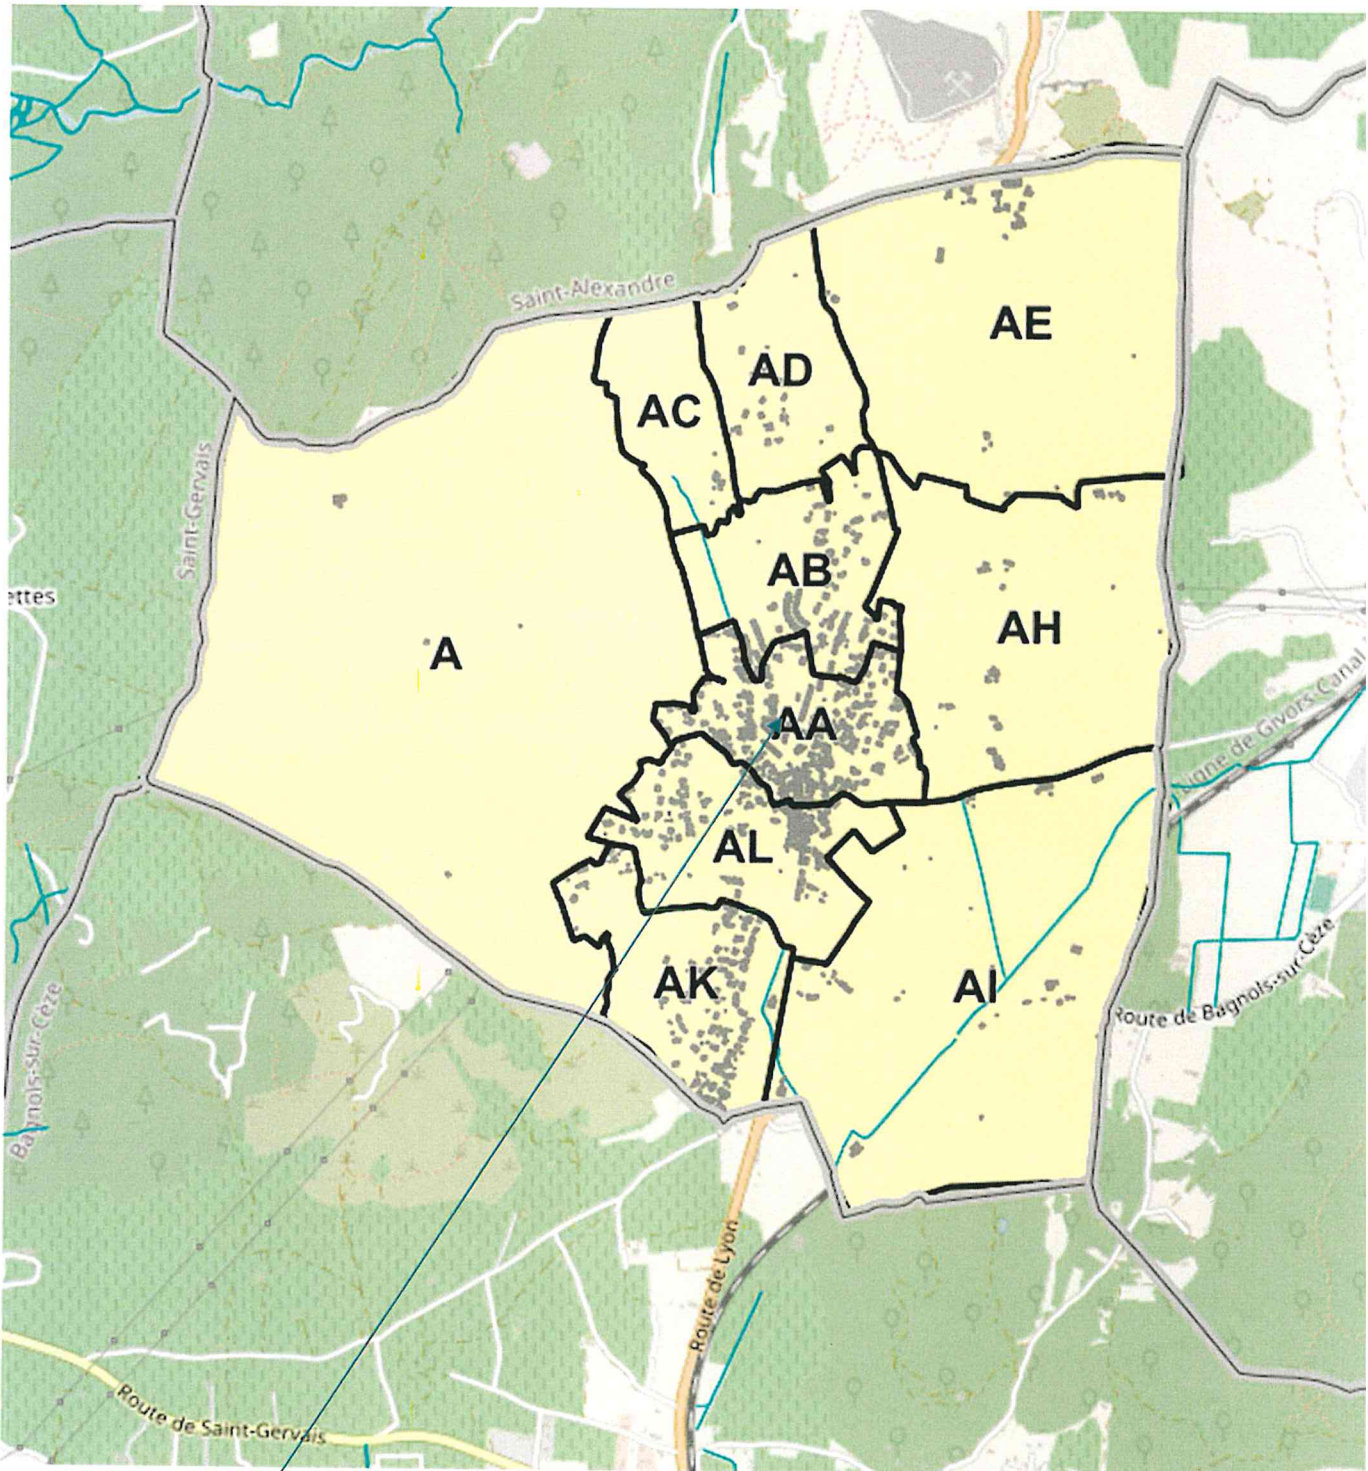 Saint-Alexandre
AE
AD
AC
Saint-Gervais
AB
ettes
AH
A
Ligne de Givors-Canal
AA
AL
Route de Bagnols-sur-Cèze
AK
AI
Bagnols-sur-Cèze
Route de Lyon
Route de Saint-Gervais